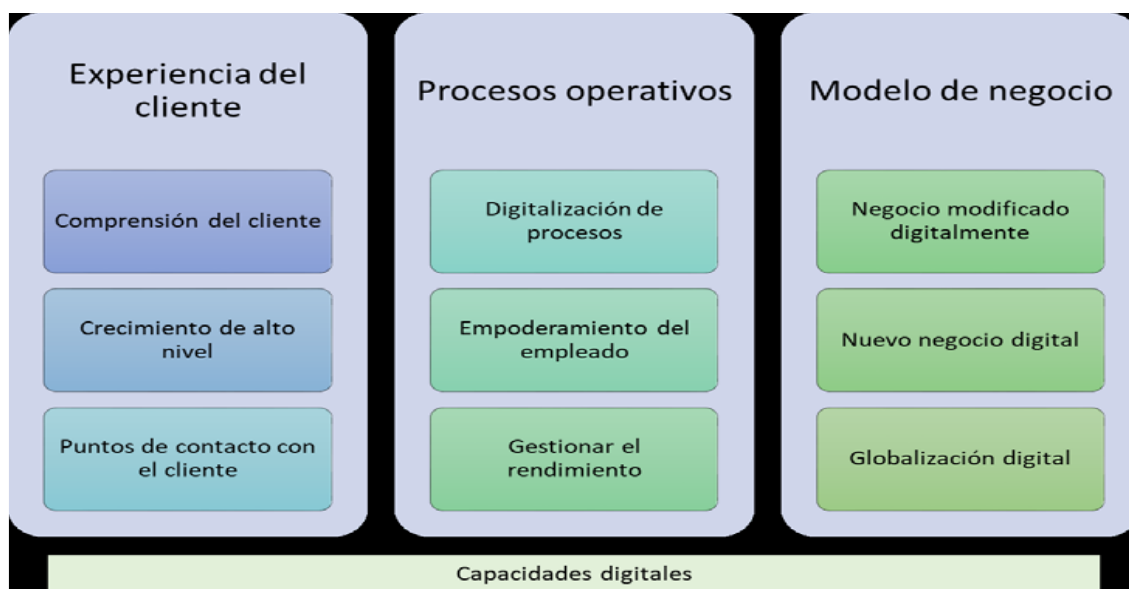 Experiencia del
cliente
Comprensión del cliente
Crecimiento de alto
nivel
Puntos de contacto con
el cliente
Procesos operativos
Digitalización de
procesos
Empoderamiento del
empleado
Gestionar el
rendimiento
Modelo de negocio
Negocio modificado
digitalmente
Nuevo negocio digital
Globalización digital
Capacidades digitales